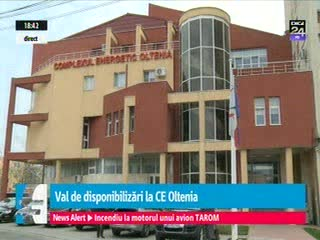 18:42
direct
DIGI 24
HD
COMPLEXUL ENERGETIC OLTENIA
Val de disponibilizări la CE Oltenia
News Alert ▶ Incendiu la motorul unui avion TAROM